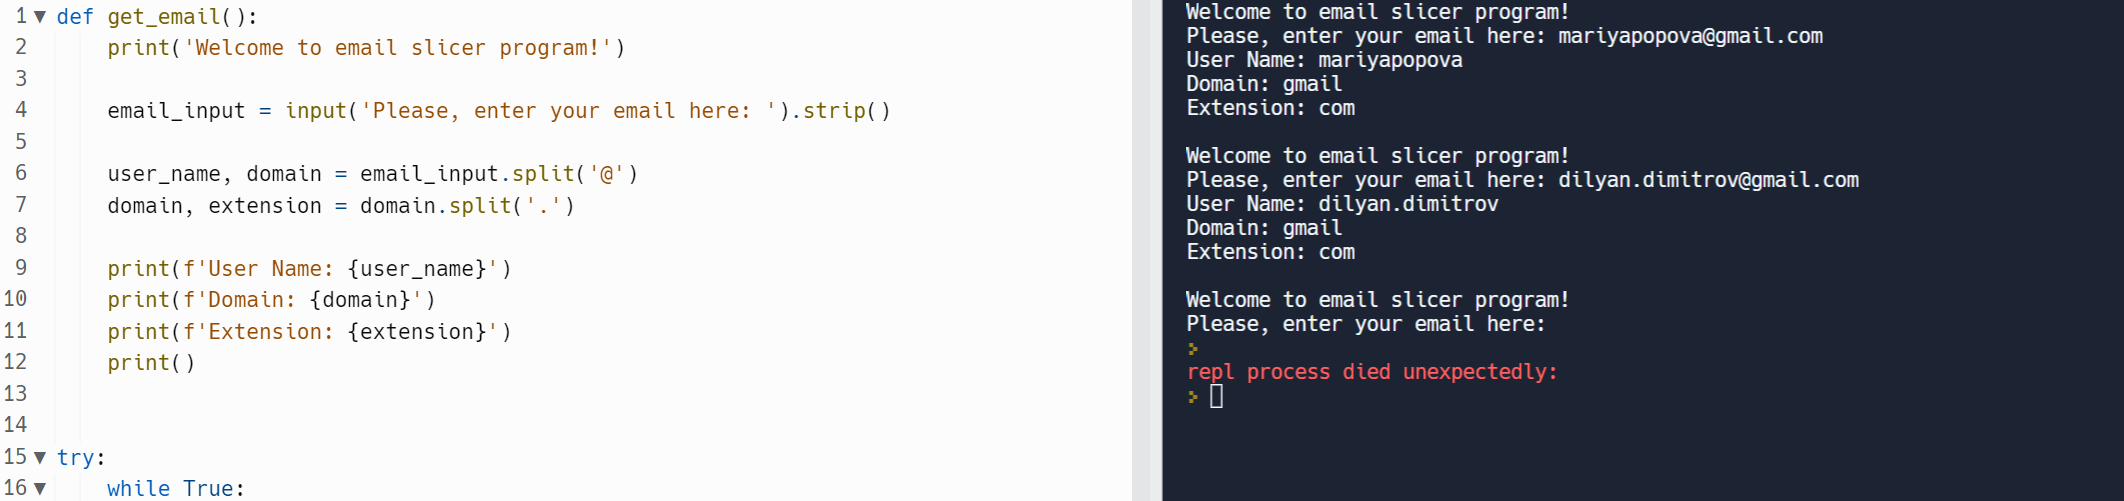 1 ▼ def get_email():
2     print('Welcome to email slicer program!')
3
4     email_input = input('Please, enter your email here: ').strip()
5
6     user_name, domain = email_input.split('@')
7     domain, extension = domain.split('.')
8
9     print(f'User Name: {user_name}')
10     print(f'Domain: {domain}')
11     print(f'Extension: {extension}')
12     print()
13
14
15 ▼ try:
16 ▼     while True:
Welcome to email slicer program!
Please, enter your email here: mariyapopova@gmail.com
User Name: mariyapopova
Domain: gmail
Extension: com

Welcome to email slicer program!
Please, enter your email here: dilyan.dimitrov@gmail.com
User Name: dilyan.dimitrov
Domain: gmail
Extension: com

Welcome to email slicer program!
Please, enter your email here:
>
repl process died unexpectedly:
>